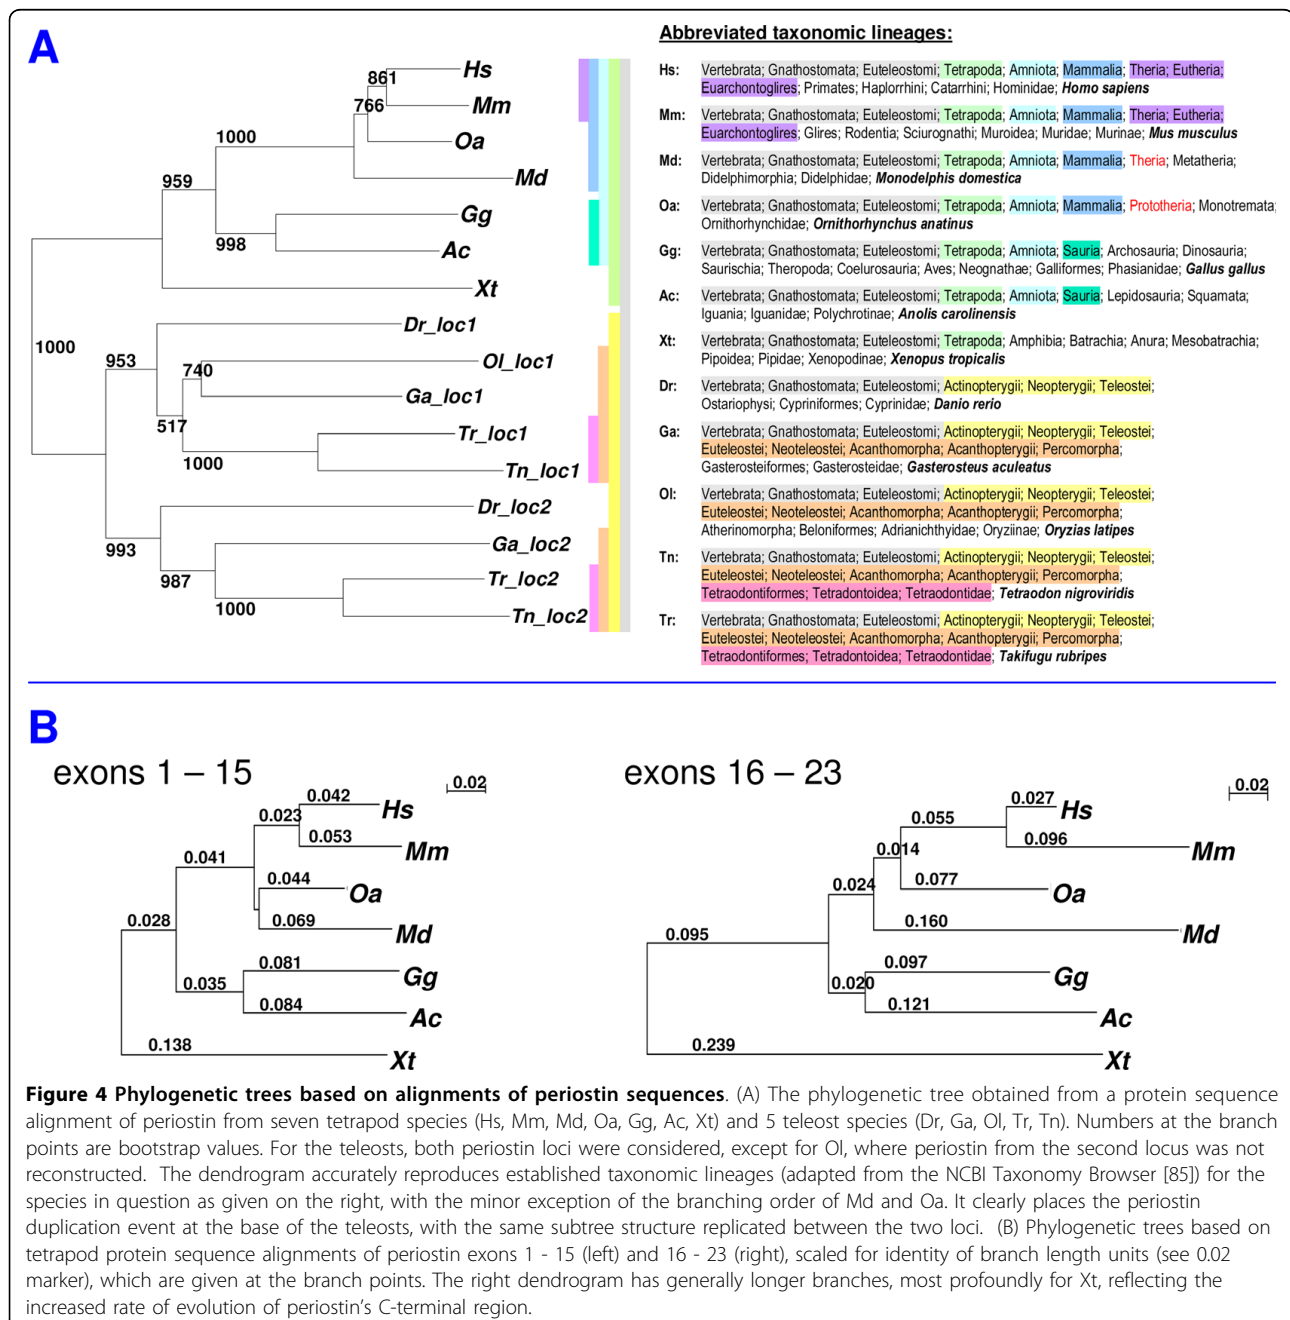 A
861
Hs
766
Mm
1000
Oa
959
Md
Gg
998
Ac
Xt
Dr_loc1
1000
953
740
Ol_loc1
Ga_loc1
517
Tr_loc1
1000
Tn_loc1
Dr_loc2
993
Ga_loc2
987
Tr_loc2
1000
Tn_loc2
Abbreviated taxonomic lineages:
Hs: Vertebrata; Gnathostomata; Euteleostomi; Tetrapoda; Amniota; Mammalia; Theria; Eutheria;
Euarchontoglires; Primates; Haplorrhini; Catarrhini; Hominidae; Homo sapiens
Mm: Vertebrata; Gnathostomata; Euteleostomi; Tetrapoda; Amniota; Mammalia; Theria; Eutheria;
Euarchontoglires; Glires; Rodentia; Sciurognathi; Muroidea; Muridae; Murinae; Mus musculus
Md: Vertebrata; Gnathostomata; Euteleostomi; Tetrapoda; Amniota; Mammalia; Theria; Metatheria;
Didelphimorphia; Didelphidae; Monodelphis domestica
Oa: Vertebrata; Gnathostomata; Euteleostomi; Tetrapoda; Amniota; Mammalia; Prototheria; Monotremata;
Ornithorhynchidae; Ornithorhynchus anatinus
Gg: Vertebrata; Gnathostomata; Euteleostomi; Tetrapoda; Amniota; Sauria; Archosauria; Dinosauria;
Saurischia; Theropoda; Coelurosauria; Aves; Neognathae; Galliformes; Phasianidae; Gallus gallus
Ac: Vertebrata; Gnathostomata; Euteleostomi; Tetrapoda; Amniota; Sauria; Lepidosauria; Squamata;
Iguania; Iguanidae; Polychrotinae; Anolis carolinensis
Xt: Vertebrata; Gnathostomata; Euteleostomi; Tetrapoda; Amphibia; Batrachia; Anura; Mesobatrachia;
Pipoidea; Pipidae; Xenopodinae; Xenopus tropicalis
Dr: Vertebrata; Gnathostomata; Euteleostomi; Actinopterygii; Neopterygii; Teleostei;
Ostariophysi; Cypriniformes; Cyprinidae; Danio rerio
Ga: Vertebrata; Gnathostomata; Euteleostomi; Actinopterygii; Neopterygii; Teleostei;
Euteleostei; Neoteleostei; Acanthomorpha; Acanthopterygii; Percomorpha;
Gasterosteiformes; Gasterosteidae; Gasterosteus aculeatus
Ol: Vertebrata; Gnathostomata; Euteleostomi; Actinopterygii; Neopterygii; Teleostei;
Euteleostei; Neoteleostei; Acanthomorpha; Acanthopterygii; Percomorpha;
Atherinomorpha; Beloniformes; Adrianichthyidae; Oryziinae; Oryzias latipes
Tn: Vertebrata; Gnathostomata; Euteleostomi; Actinopterygii; Neopterygii; Teleostei;
Euteleostei; Neoteleostei; Acanthomorpha; Acanthopterygii; Percomorpha;
Tetraodontiformes; Tetradontoidea; Tetraodontidae; Tetraodon nigroviridis
Tr: Vertebrata; Gnathostomata; Euteleostomi; Actinopterygii; Neopterygii; Teleostei;
Euteleostei; Neoteleostei; Acanthomorpha; Acanthopterygii; Percomorpha;
Tetraodontiformes; Tetradontoidea; Tetraodontidae; Takifugu rubripes
B
exons 1 – 15
0.02
0.042
Hs
0.023
0.053
Mm
0.041
0.044
Oa
0.028
0.069
Md
0.081
Gg
0.035
0.084
Ac
0.138
Xt
exons 16 – 23
0.02
0.027
Hs
0.055
0.096
Mm
0.014
0.077
Oa
0.024
0.160
Md
0.095
0.097
Gg
0.020
0.121
Ac
0.239
Xt
Figure 4 Phylogenetic trees based on alignments of periostin sequences. (A) The phylogenetic tree obtained from a protein sequence
alignment of periostin from seven tetrapod species (Hs, Mm, Md, Oa, Gg, Ac, Xt) and 5 teleost species (Dr, Ga, Ol, Tr, Tn). Numbers at the branch
points are bootstrap values. For the teleosts, both periostin loci were considered, except for Ol, where periostin from the second locus was not
reconstructed. The dendrogram accurately reproduces established taxonomic lineages (adapted from the NCBI Taxonomy Browser [85]) for the
species in question as given on the right, with the minor exception of the branching order of Md and Oa. It clearly places the periostin
duplication event at the base of the teleosts, with the same subtree structure replicated between the two loci. (B) Phylogenetic trees based on
tetrapod protein sequence alignments of periostin exons 1 - 15 (left) and 16 - 23 (right), scaled for identity of branch length units (see 0.02
marker), which are given at the branch points. The right dendrogram has generally longer branches, most profoundly for Xt, reflecting the
increased rate of evolution of periostin's C-terminal region.